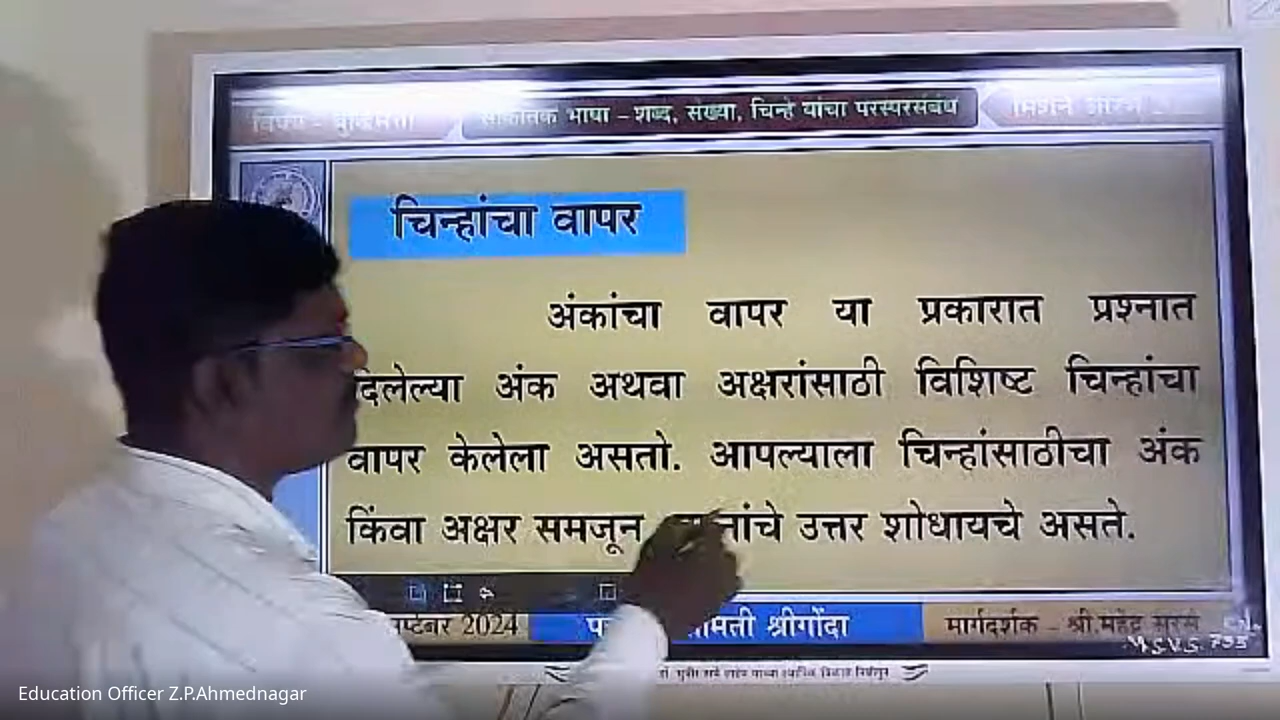 भाषा – शब्द, संख्या, चिन्हे यांचा परस्परसंबंध
चिन्हांचा वापर
अंकांचा वापर या प्रकारात प्रश्नात
दिलेल्या अंक अथवा अक्षरांसाठी विशिष्ट चिन्हांचा
वापर केलेला असतो. आपल्याला चिन्हांसाठीचा अंक
किंवा अक्षर समजून उत्तर शोधायचे असते.
2024 श्रीगोंदा मार्गदर्शक – श्री.महेंद्र
Education Officer Z.P.Ahmednagar